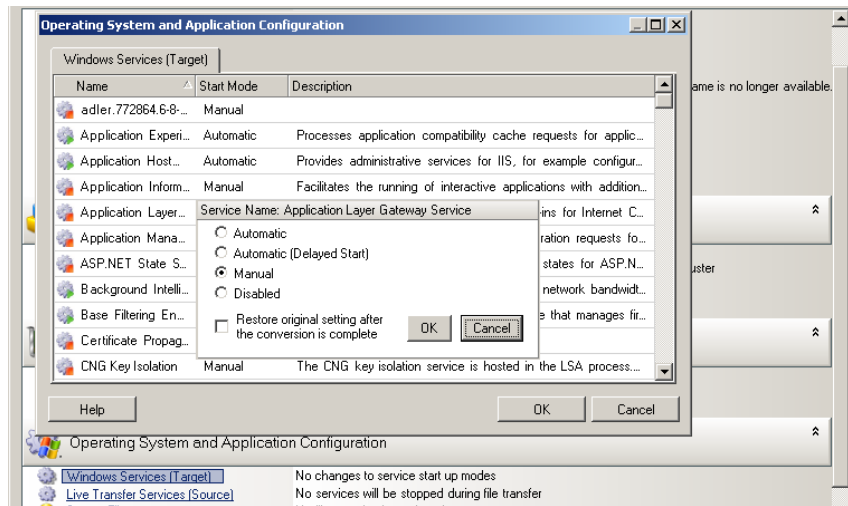 Operating System and Application Configuration
Windows Services (Target)
Name Start Mode Description
ame is no longer available.
adler.772864.6-8-... Manual
Application Experi... Automatic Processes application compatibility cache requests for applic...
Application Host... Automatic Provides administrative services for IIS, for example configur...
Application Inform... Manual Facilitates the running of interactive applications with addition...
Application Layer... Service Name: Application Layer Gateway Service -ins for Internet C...
Automatic
Application Mana... ration requests fo...
Automatic (Delayed Start)
ASP.NET State S... states for ASP.N...
uster
Manual
Background Intelli... Disabled network bandwidt...
Base Filtering En... e that manages fir...
Restore original setting after
the conversion is complete
OK Cancel
Certificate Propag...
CNG Key Isolation Manual The CNG key isolation service is hosted in the LSA process....
Help OK Cancel
Operating System and Application Configuration
Windows Services (Target) No changes to service start up modes
Live Transfer Services (Source) No services will be stopped during file transfer